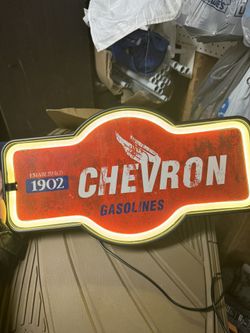 ESTABLISHED
1902
CHEVRON
GASOLINES